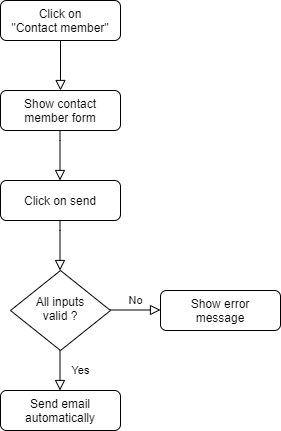 Click on
"Contact member"
Show contact
member form
Click on send
All inputs
valid ?
No
Show error
message
Yes
Send email
automatically